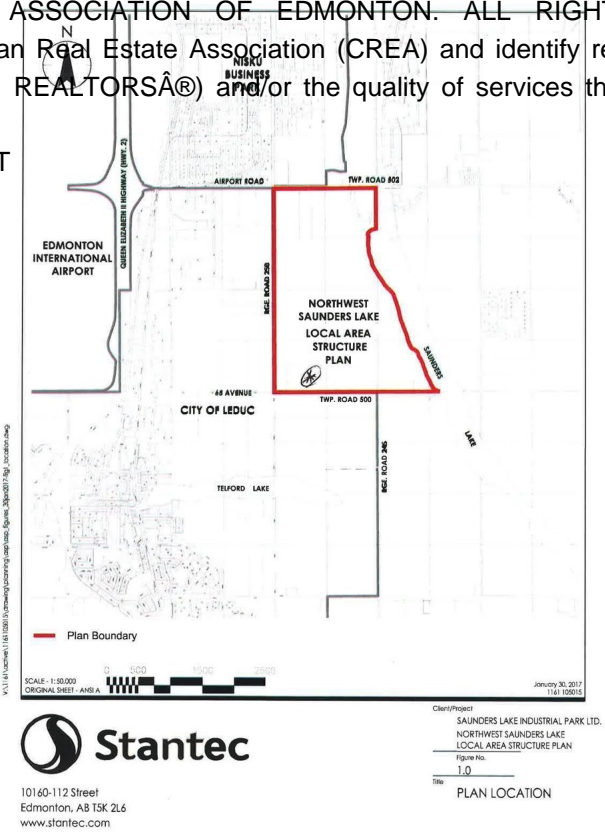 ASSOCIATION OF EDMONTON. ALL RIGHT
an Real Estate Association (CREA) and identify re
REALTORSÂ®) and/or the quality of services th
T
N
NISKU
BUSINESS
PARK
QUEEN ELIZABETH II HIGHWAY (HWY. 2)
AIRPORT ROAD
TWP. ROAD 502
EDMONTON
INTERNATIONAL
AIRPORT
RGE. ROAD 250
NORTHWEST
SAUNDERS LAKE
LOCAL AREA
STRUCTURE
PLAN
SAUNDERS
LAKE
65 AVENUE
CITY OF LEDUC
TWP. ROAD 500
RGE. ROAD 245
TELFORD LAKE
Plan Boundary
0 500 1500 2500
SCALE - 1: 50,000
ORIGINAL SHEET - ANSI A
January 30, 2017
1161 105015
Stantec
10160-112 Street
Edmonton, AB T5K 2L6
www.stantec.com
Client/Project
SAUNDERS LAKE INDUSTRIAL PARK LTD.
NORTHWEST SAUNDERS LAKE
LOCAL AREA STRUCTURE PLAN
Figure No.
1.0
Title
PLAN LOCATION